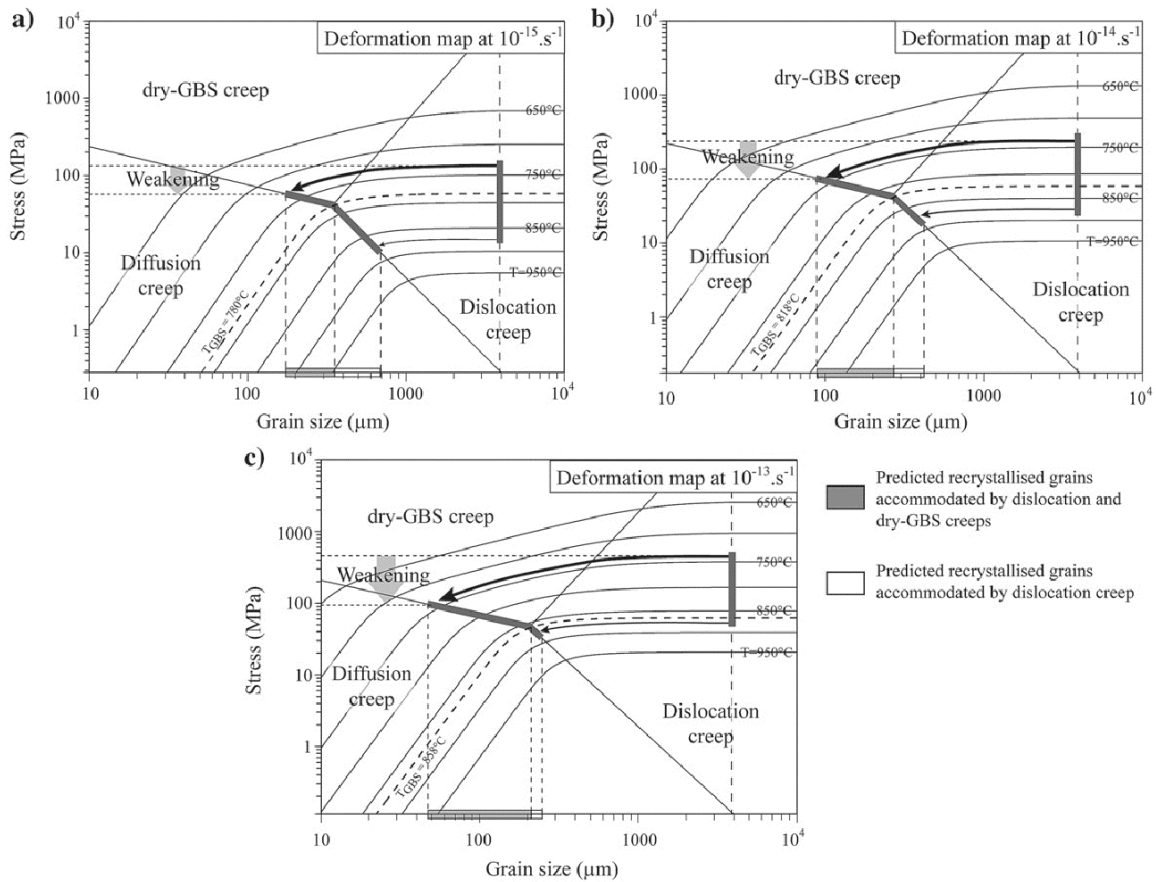 a)
10⁴
Deformation map at 10⁻¹⁵.s⁻¹
dry-GBS creep
1000
650°C
Stress (MPa)
100
Weakening
750°C
Diffusion
creep
10
850°C
T=950°C
T_GBS = 780°C
Dislocation
creep
1
10
100
1000
10⁴
Grain size (µm)
b)
10⁴
Deformation map at 10⁻¹⁴.s⁻¹
dry-GBS creep
1000
650°C
Stress (MPa)
Weakening
750°C
100
850°C
Diffusion
creep
10
T=950°C
T_GBS = 818°C
Dislocation
creep
1
10
100
1000
10⁴
Grain size (µm)
c)
10⁴
Deformation map at 10⁻¹³.s⁻¹
dry-GBS creep
650°C
1000
Stress (MPa)
Weakening
750°C
100
850°C
Diffusion
creep
10
T=950°C
Dislocation
creep
T_GBS = 858°C
1
10
100
1000
10⁴
Grain size (µm)
Predicted recrystallised grains
accommodated by dislocation and
dry-GBS creeps
Predicted recrystallised grains
accommodated by dislocation creep